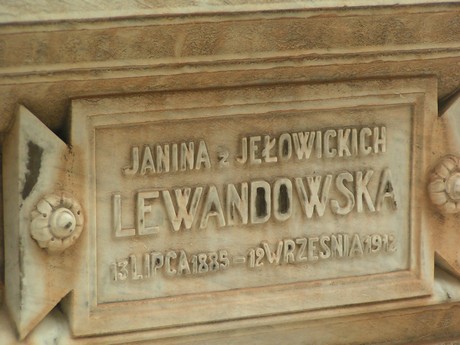 JANINA z JEŁOWICKICH
LEWANDOWSKA
13 LIPCA 1885 - 12 WRZEŚNIA 1912